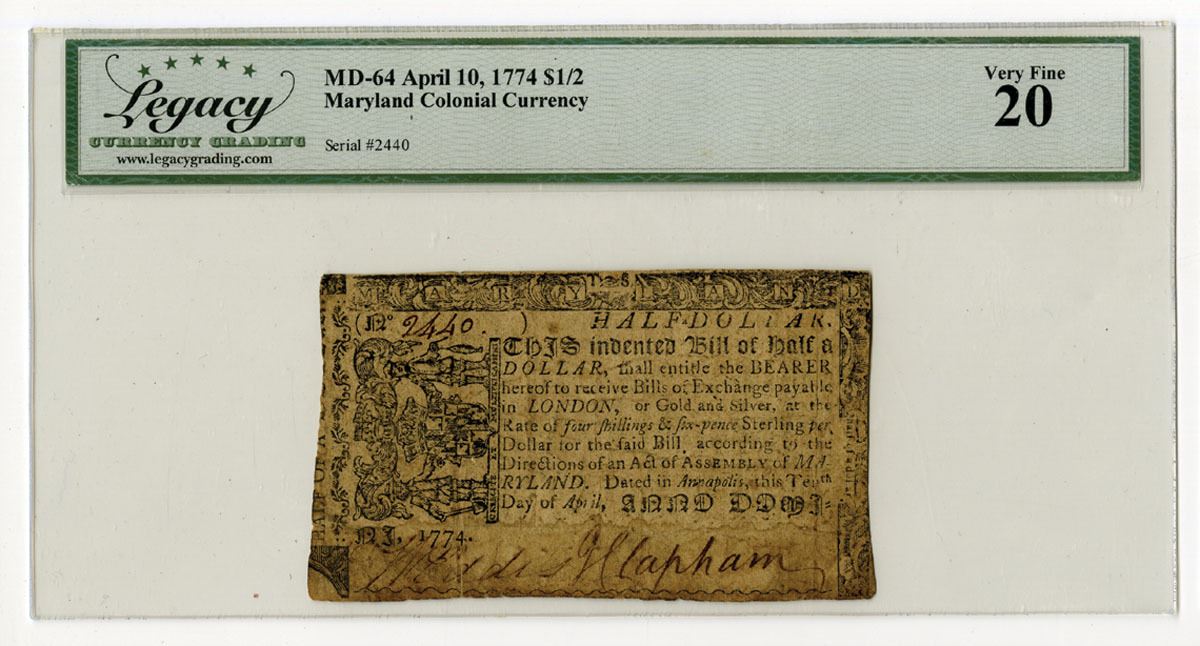 Legacy
CURRENCY GRADING
www.legacygrading.com
MD-64 April 10, 1774 $1/2
Maryland Colonial Currency
Serial #2440
Very Fine
20
MARYLAND
(No. 2440. ) HALF-DOLLAR.
THIS indented Bill of Half a
DOLLAR, shall entitle the BEARER
hereof to receive Bills of Exchange payable
in LONDON, or Gold and Silver, at the
Rate of four shillings & six-pence Sterling per
Dollar for the said Bill, according to the
Directions of an Act of ASSEMBLY of MA-
RYLAND. Dated in Annapolis, this Tenth
Day of April, ANNO DOMI-
NI, 1774.
Clapham